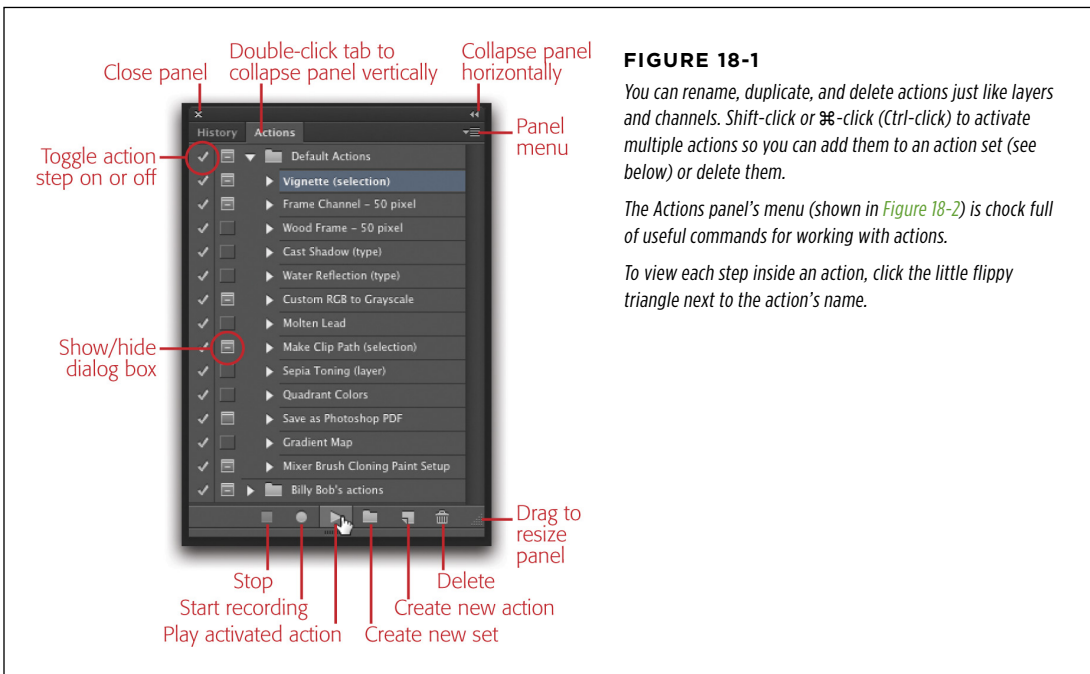 Double-click tab to
collapse panel vertically
Collapse panel
horizontally
Close panel
History
Actions
Panel
menu
Toggle action
step on or off
Default Actions
Vignette (selection)
Frame Channel – 50 pixel
Wood Frame – 50 pixel
Cast Shadow (type)
Water Reflection (type)
Custom RGB to Grayscale
Molten Lead
Show/hide
dialog box
Make Clip Path (selection)
Sepia Toning (layer)
Quadrant Colors
Save as Photoshop PDF
Gradient Map
Mixer Brush Cloning Paint Setup
Billy Bob's actions
Drag to
resize
panel
Stop
Delete
Start recording
Create new action
Play activated action
Create new set
FIGURE 18-1
You can rename, duplicate, and delete actions just like layers
and channels. Shift-click or ⌘-click (Ctrl-click) to activate
multiple actions so you can add them to an action set (see
below) or delete them.
The Actions panel's menu (shown in Figure 18-2) is chock full
of useful commands for working with actions.
To view each step inside an action, click the little flippy
triangle next to the action's name.